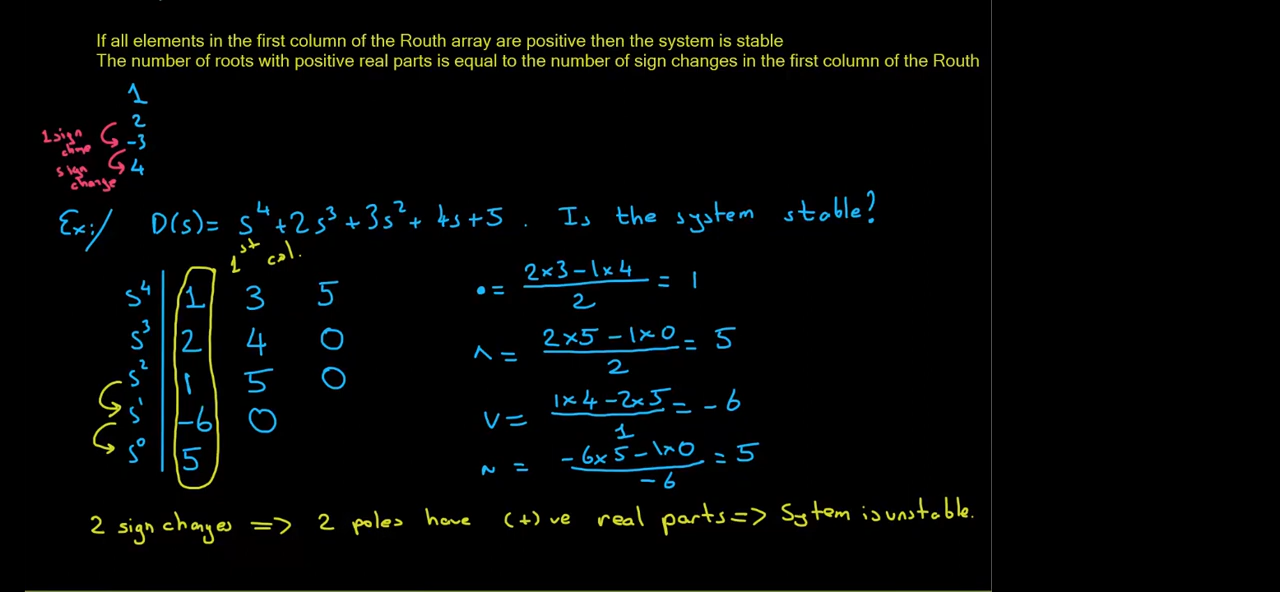 If all elements in the first column of the Routh array are positive then the system is stable
The number of roots with positive real parts is equal to the number of sign changes in the first column of the Routh
1
2
1 sign -3
sign 4
change
Ex:/ D(s) = s⁴ + 2s³ + 3s² + 4s + 5 . Is the system stable?
1st col.
s⁴ 1 3 5 • = (2×3 - 1×4)/2 = 1
s³ 2 4 0 ∧ = (2×5 - 1×0)/2 = 5
s² 1 5 0
s¹ -6 0 v = (1×4 - 2×5)/1 = -6
s⁰ 5 ~ = (-6×5 - 1×0)/-6 = 5
2 sign changes => 2 poles have (+)ve real parts => System is unstable.